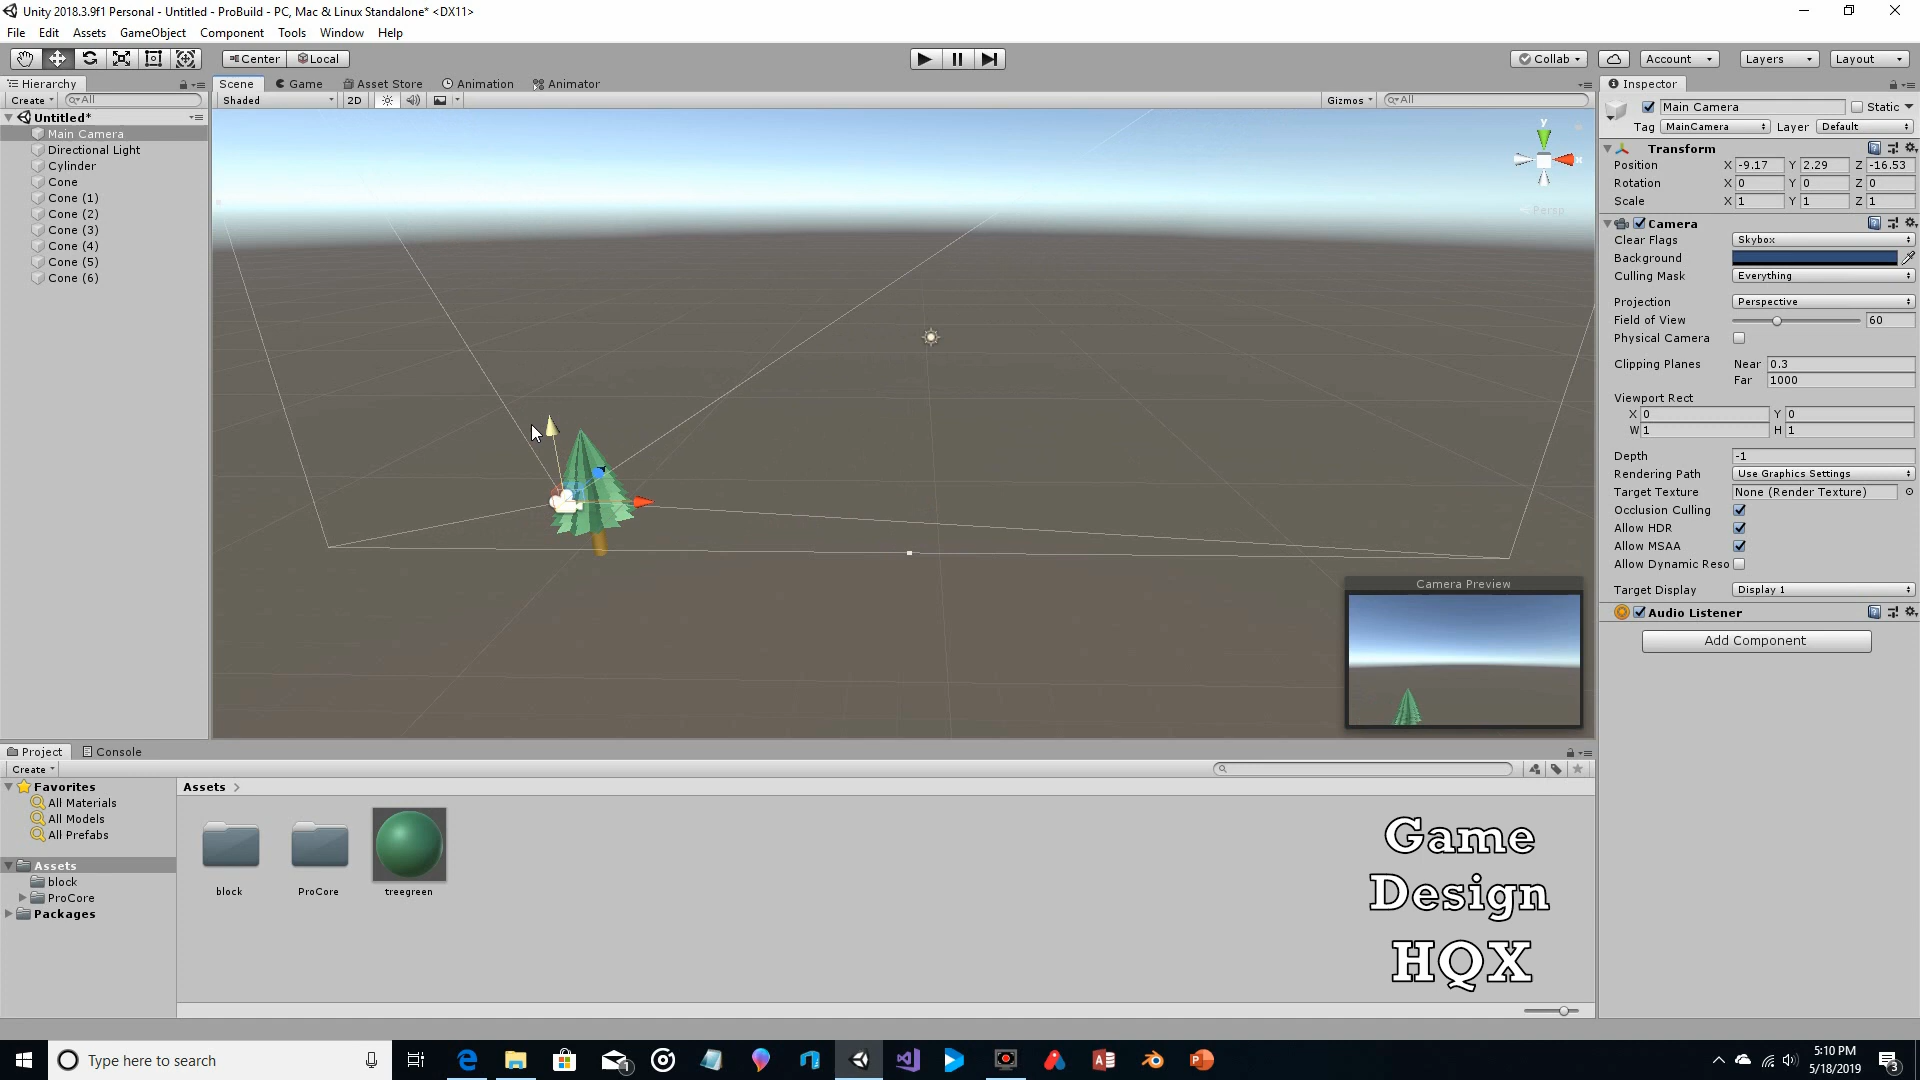 Unity 2018.3.9f1 Personal - Untitled - ProBuild - PC, Mac & Linux Standalone* <DX11>
File Edit Assets GameObject Component Tools Window Help
Center Local Collab Account Layers Layout
Hierarchy
Create All
Untitled*
Main Camera
Directional Light
Cylinder
Cone
Cone (1)
Cone (2)
Cone (3)
Cone (4)
Cone (5)
Cone (6)
Scene Game Asset Store Animation Animator
Shaded 2D Gizmos All
y
x
Persp
Camera Preview
Inspector
Main Camera Static
Tag MainCamera Layer Default
Transform
Position X -9.17 Y 2.29 Z -16.53
Rotation X 0 Y 0 Z 0
Scale X 1 Y 1 Z 1
Camera
Clear Flags Skybox
Background
Culling Mask Everything
Projection Perspective
Field of View 60
Physical Camera
Clipping Planes Near 0.3
Far 1000
Viewport Rect
X 0 Y 0
W 1 H 1
Depth -1
Rendering Path Use Graphics Settings
Target Texture None (Render Texture)
Occlusion Culling
Allow HDR
Allow MSAA
Allow Dynamic Reso
Target Display Display 1
Audio Listener
Add Component
Project Console
Create
Favorites
All Materials
All Models
All Prefabs
Assets
block
ProCore
Packages
Assets
block ProCore treegreen
Game
Design
HQX
Type here to search
1
5:10 PM
5/18/2019
3